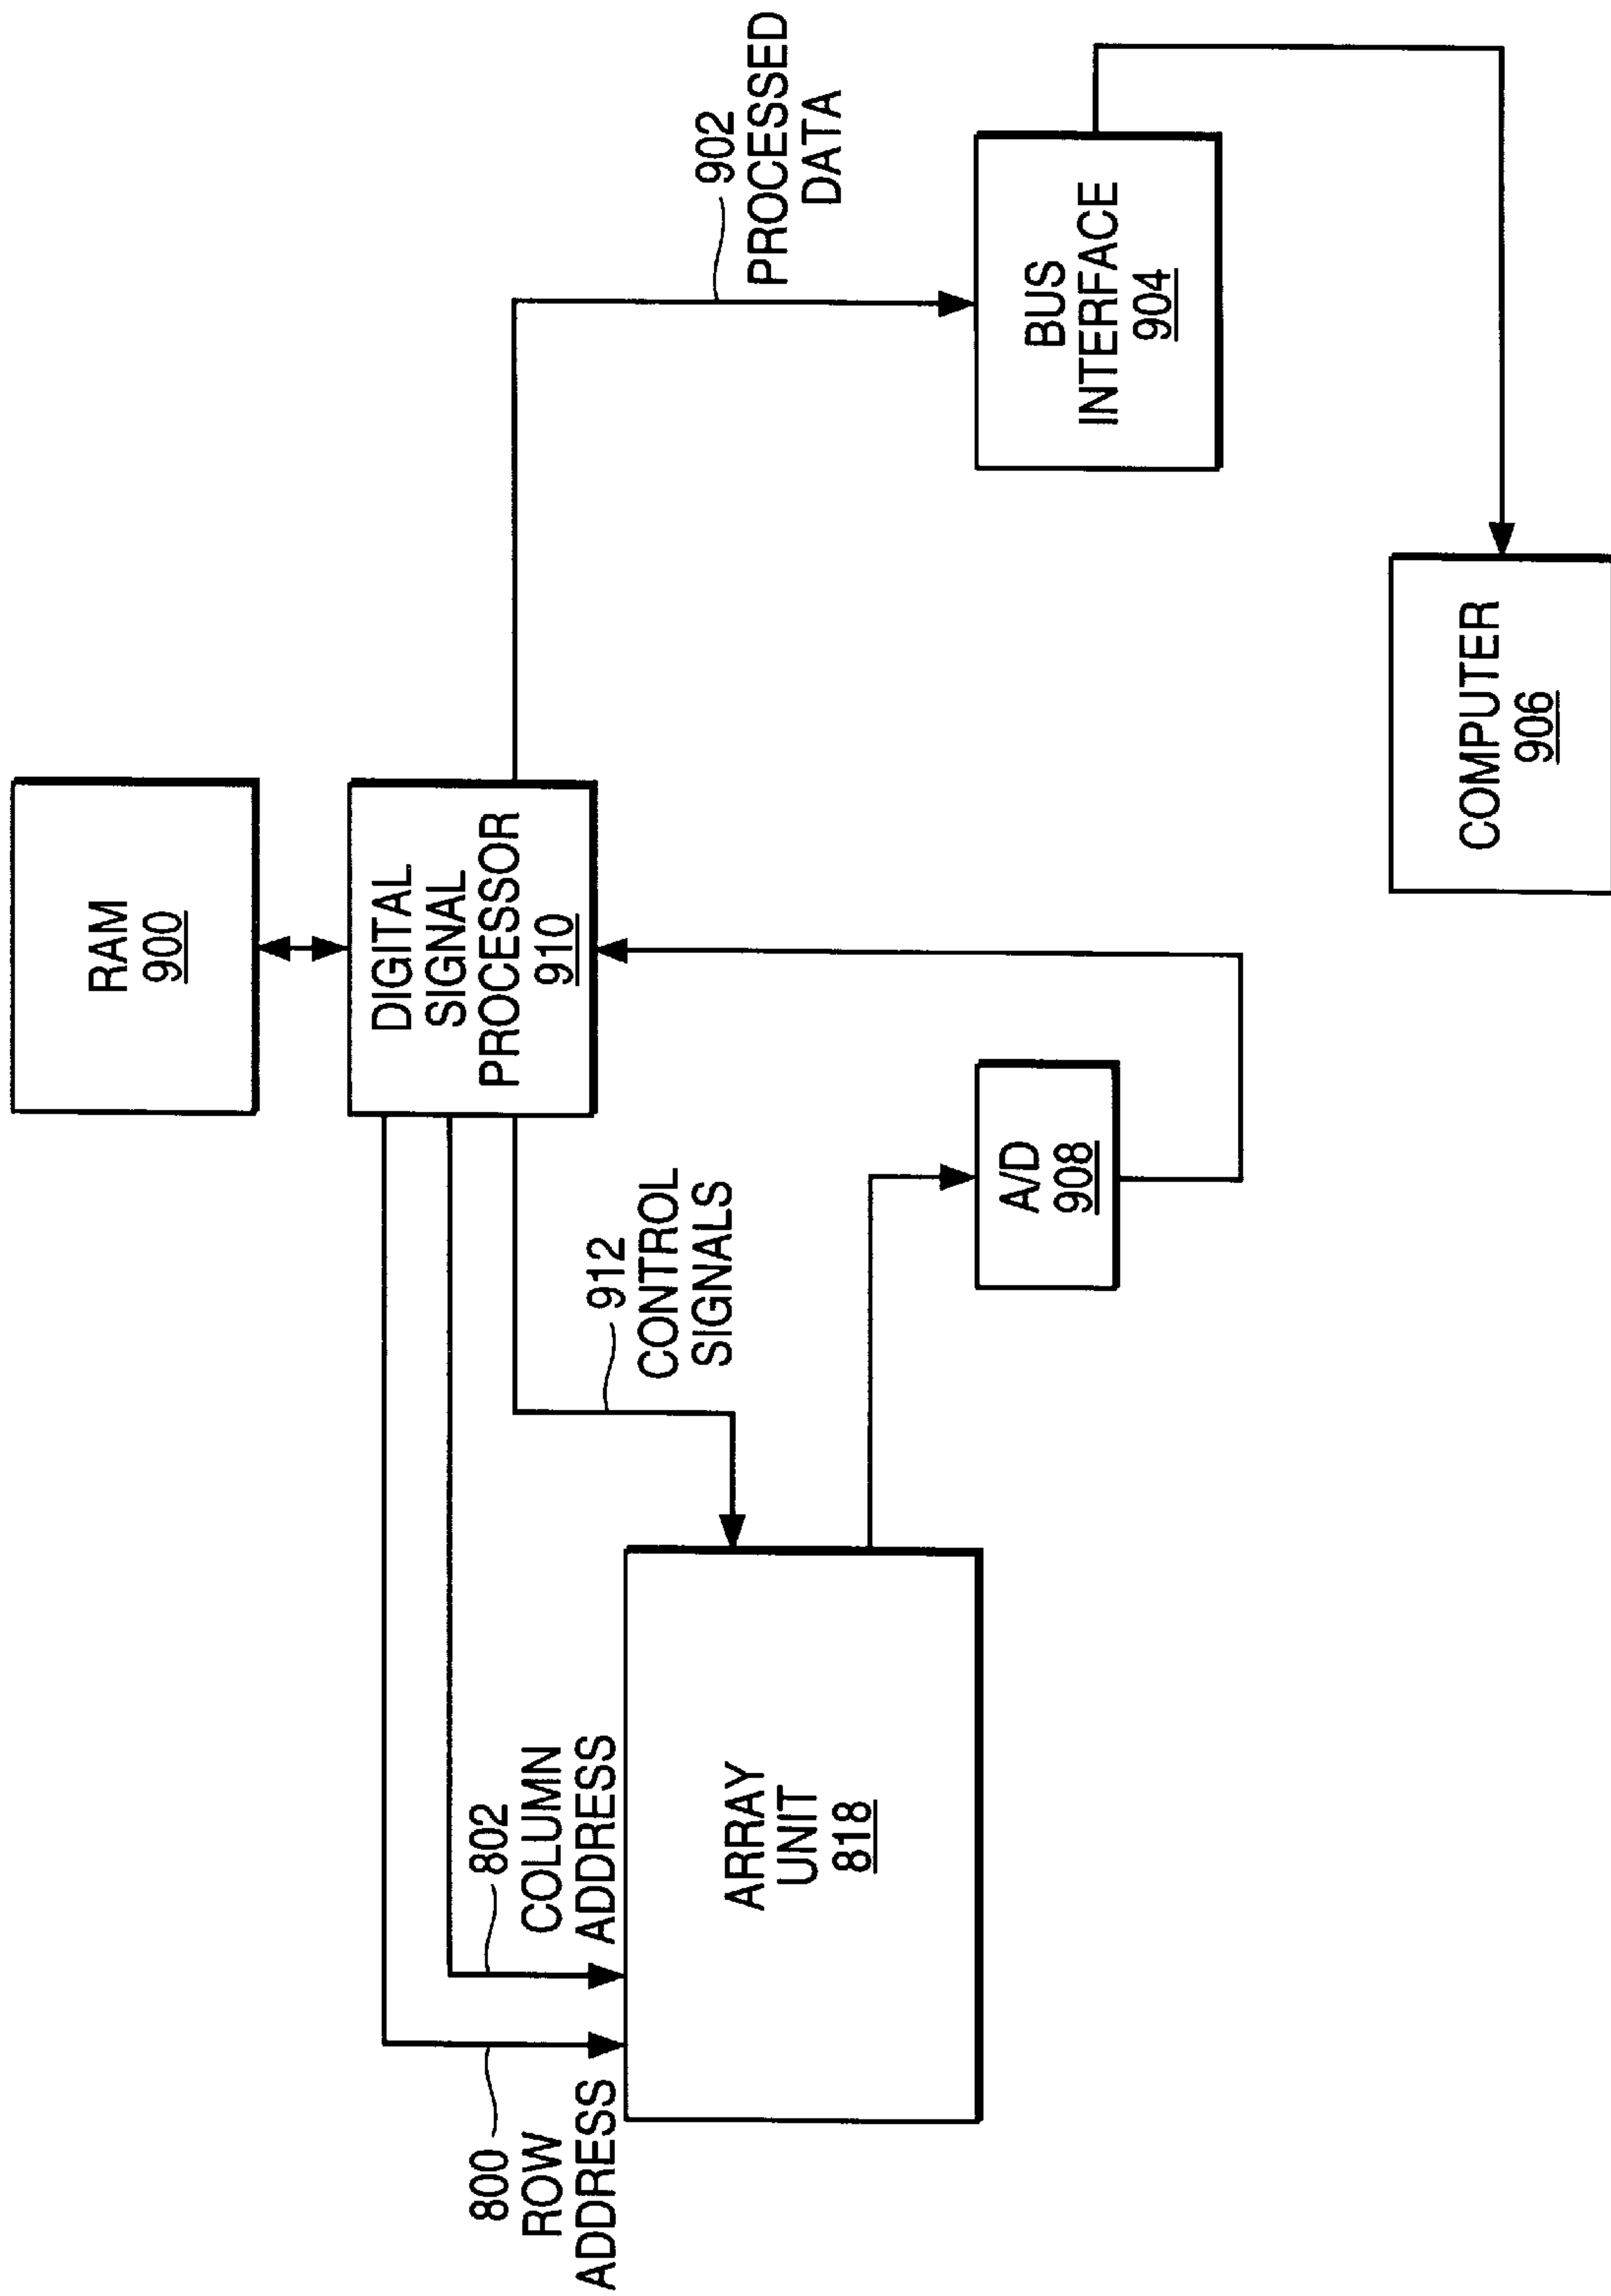 RAM
900
DIGITAL
SIGNAL
PROCESSOR
910
800
ROW
ADDRESS
802
COLUMN
ADDRESS
912
CONTROL
SIGNALS
902
PROCESSED
DATA
ARRAY
UNIT
818
A/D
908
BUS
INTERFACE
904
COMPUTER
906